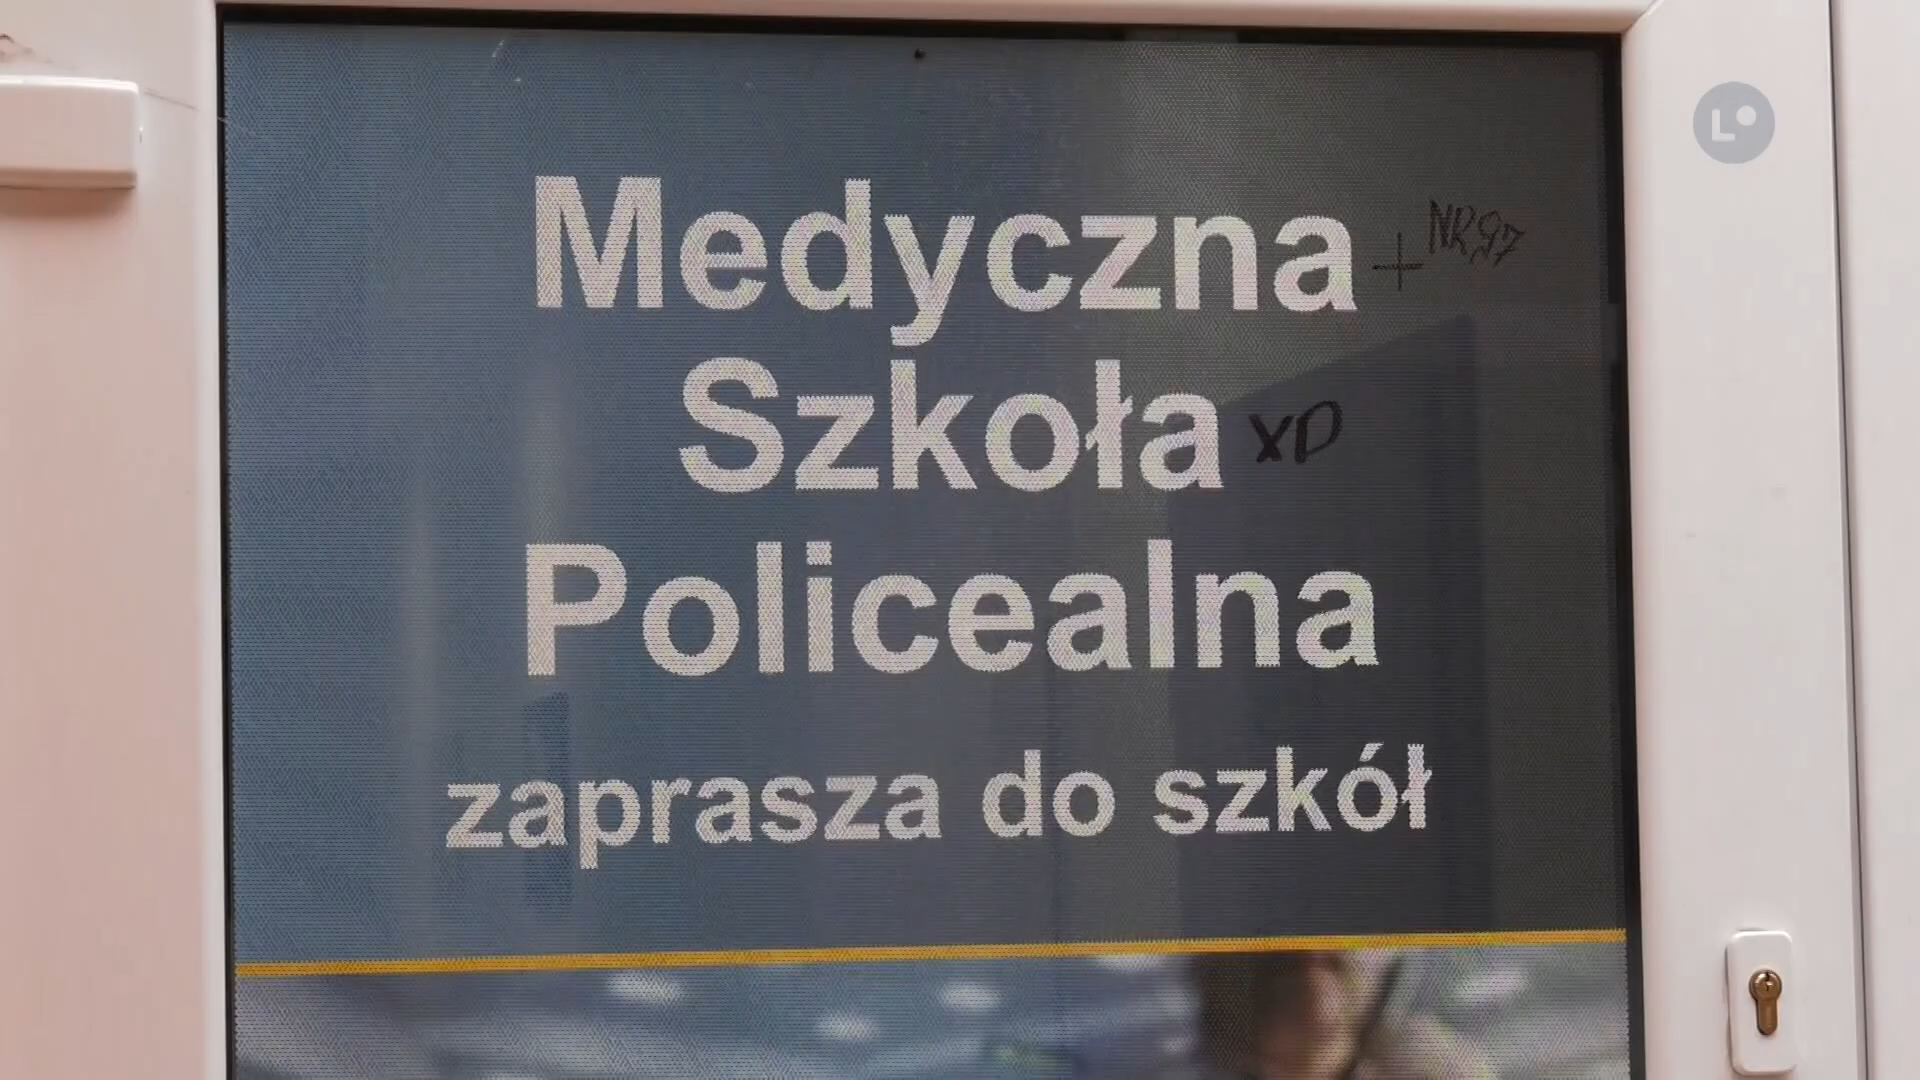 Medyczna + NR97
Szkoła XD
Policealna
zaprasza do szkół
L